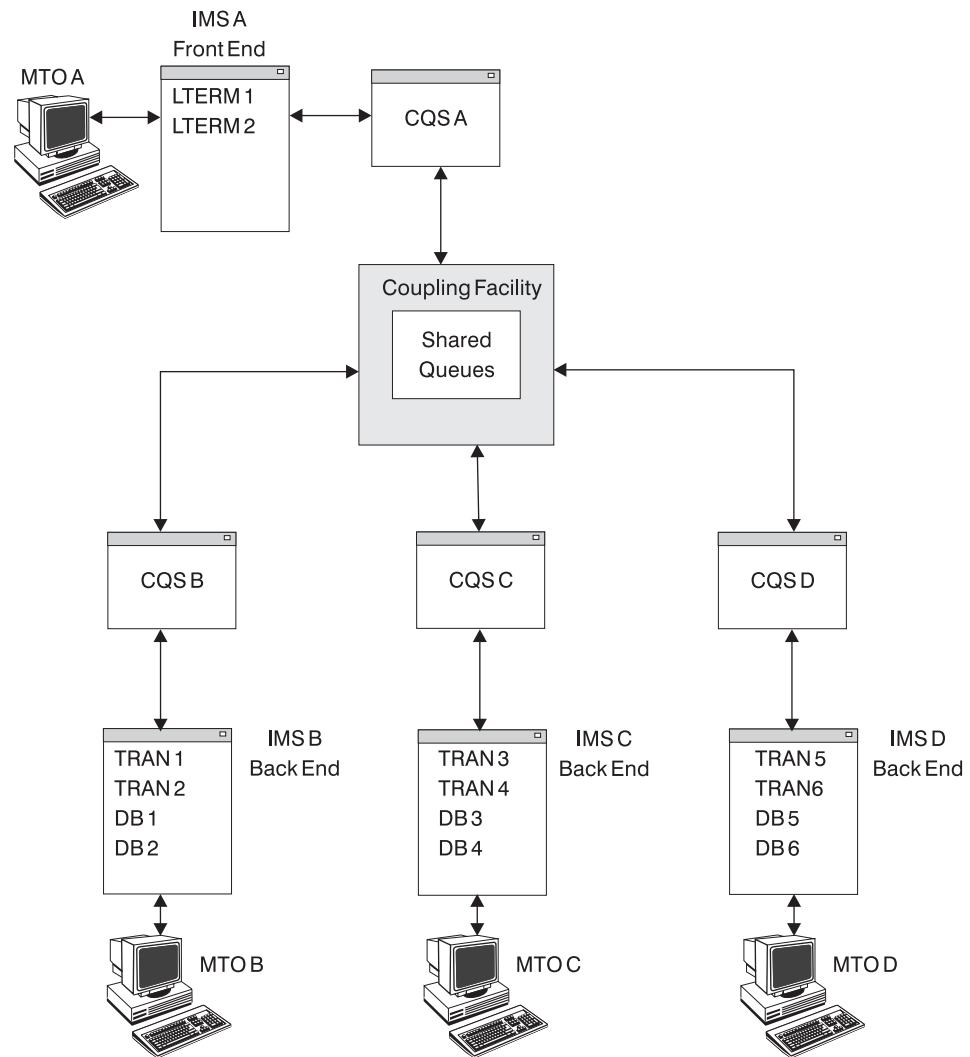 IMS A
Front End
MTO A
LTERM 1
LTERM 2
CQS A
Coupling Facility
Shared
Queues
CQS B
CQS C
CQS D
IMS B
Back End
TRAN 1
TRAN 2
DB 1
DB 2
IMS C
Back End
TRAN 3
TRAN 4
DB 3
DB 4
IMS D
Back End
TRAN 5
TRAN6
DB 5
DB 6
MTO B
MTO C
MTO D